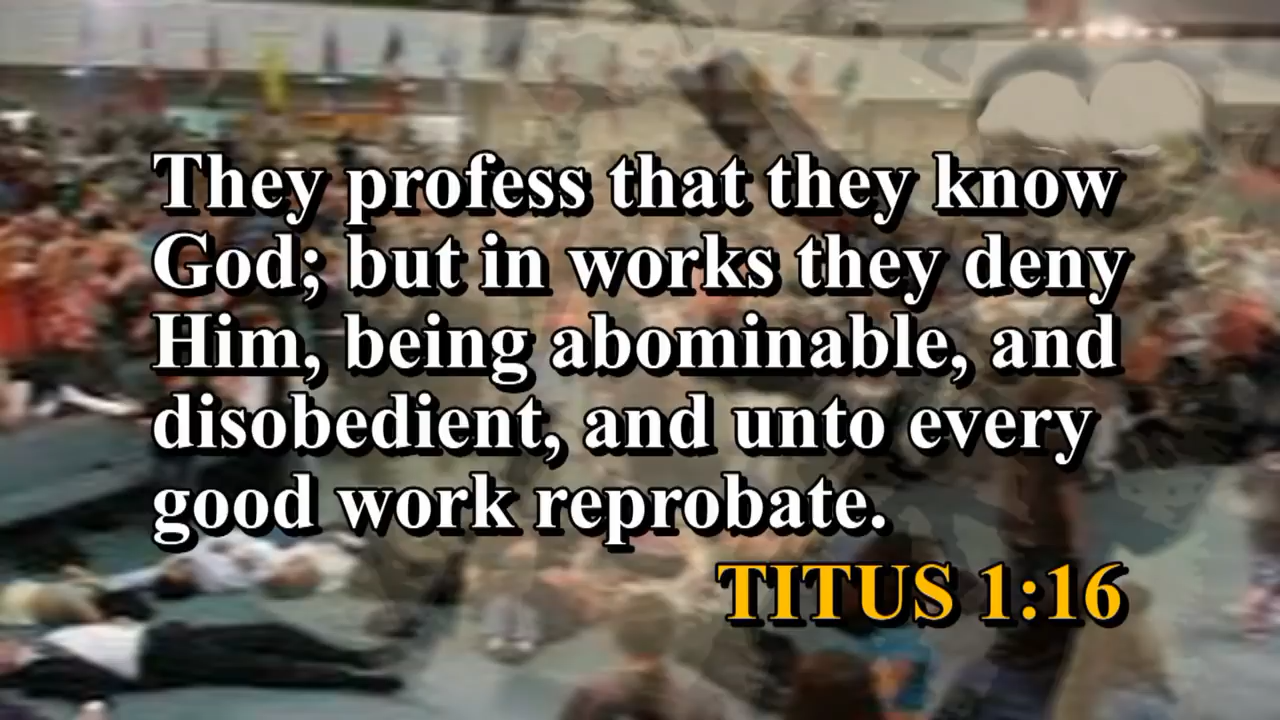 They profess that they know
God; but in works they deny
Him, being abominable, and
disobedient, and unto every
good work reprobate.
TITUS 1:16